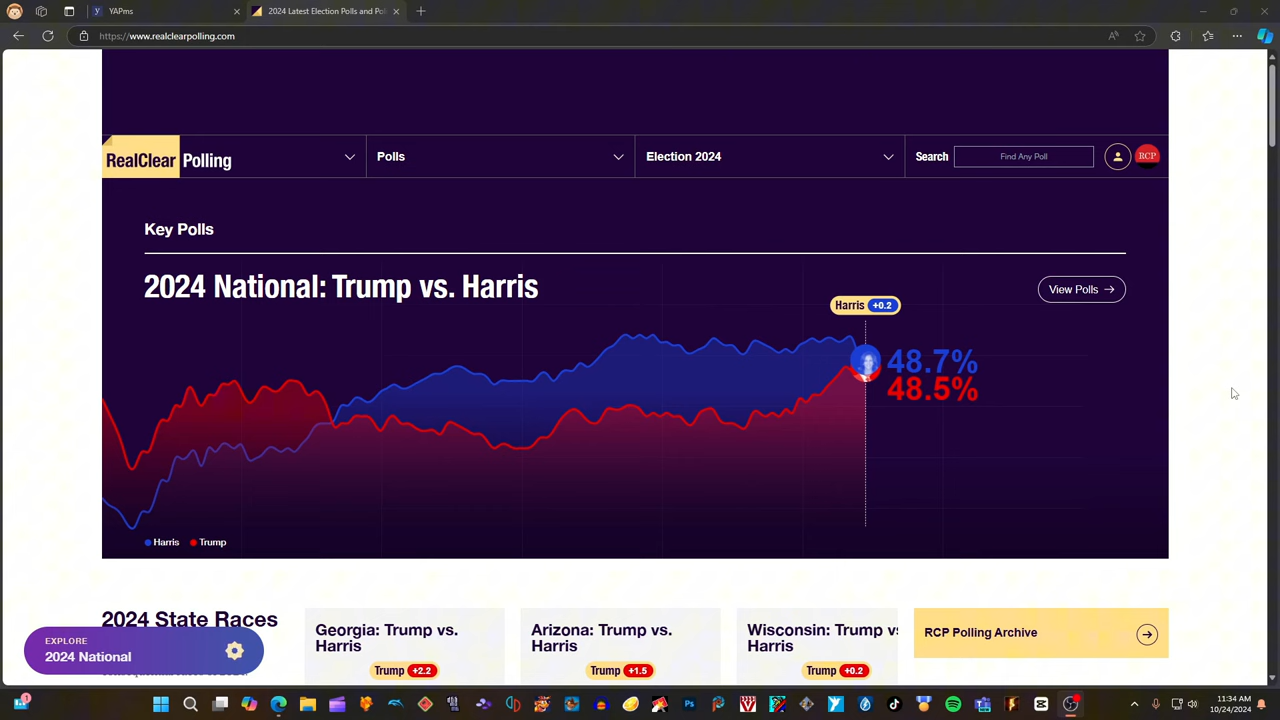 YAPms
2024 Latest Election Polls and Pol
https://www.realclearpolling.com
RealClear Polling
Polls
Election 2024
Search
Find Any Poll
RCP
Key Polls
2024 National: Trump vs. Harris
View Polls
Harris +0.2
48.7%
48.5%
Harris
Trump
2024 State Races
EXPLORE
2024 National
Georgia: Trump vs.
Harris
Trump +2.2
Arizona: Trump vs.
Harris
Trump +1.5
Wisconsin: Trump vs
Harris
Trump +0.2
RCP Polling Archive
1
11:34 AM
10/24/2024